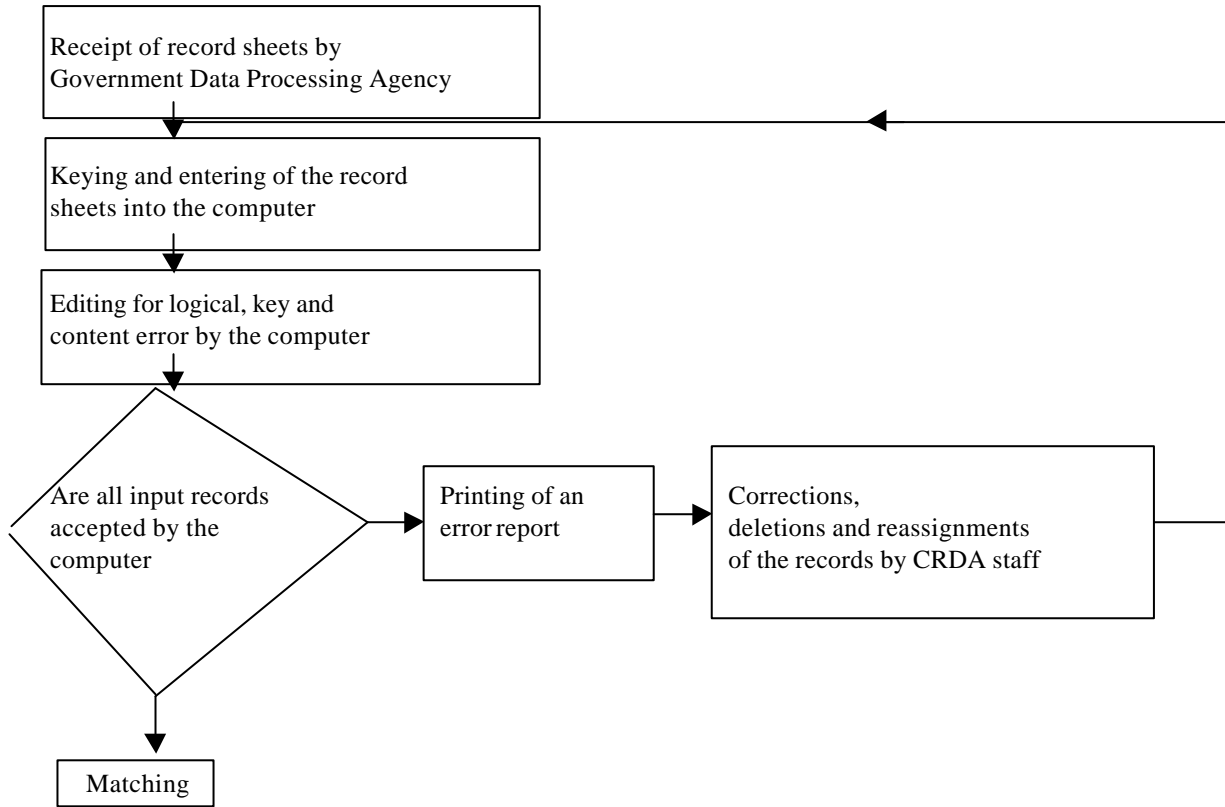 Receipt of record sheets by
Government Data Processing Agency
Keying and entering of the record
sheets into the computer
Editing for logical, key and
content error by the computer
Are all input records
accepted by the
computer
Printing of an
error report
Corrections,
deletions and reassignments
of the records by CRDA staff
Matching